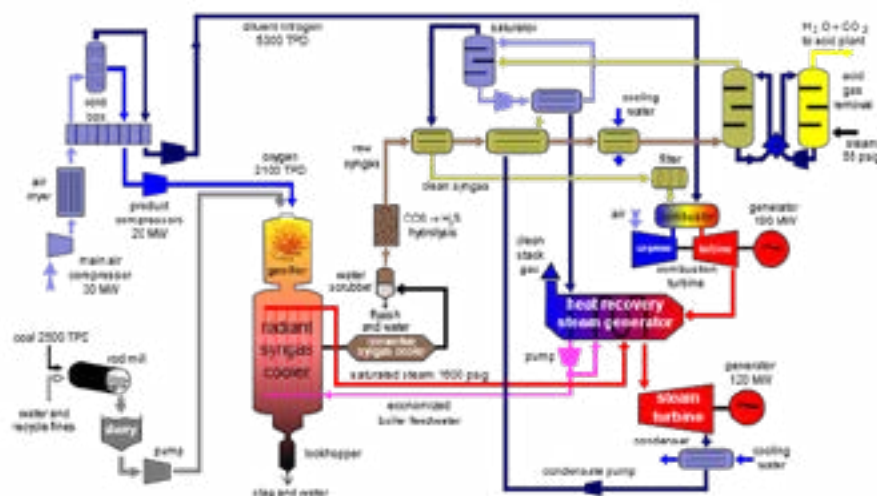 diluent nitrogen
5300 TPD
saturator
H2O + CO2
to acid plant
cold
box
cooling
water
acid
gas
removal
oxygen
2100 TPD
raw
syngas
steam
55 psig
air
dryer
clean syngas
filter
product
compressors
20 MW
COS → H2S
hydrolysis
air
combustor
generator
190 MW
gasifier
clean
stack
gas
compress
turbine
main air
compressor
30 MW
water
scrubber
combustion
turbine
flyash
and water
heat recovery
steam generator
radiant
syngas
cooler
convective
syngas cooler
coal 2500 TPD
rod mill
pump
saturated steam 1600 psig
generator
120 MW
economized
boiler feedwater
steam
turbine
water and
recycle fines
slurry
pump
lockhopper
condenser
cooling
water
condensate pump
slag and water